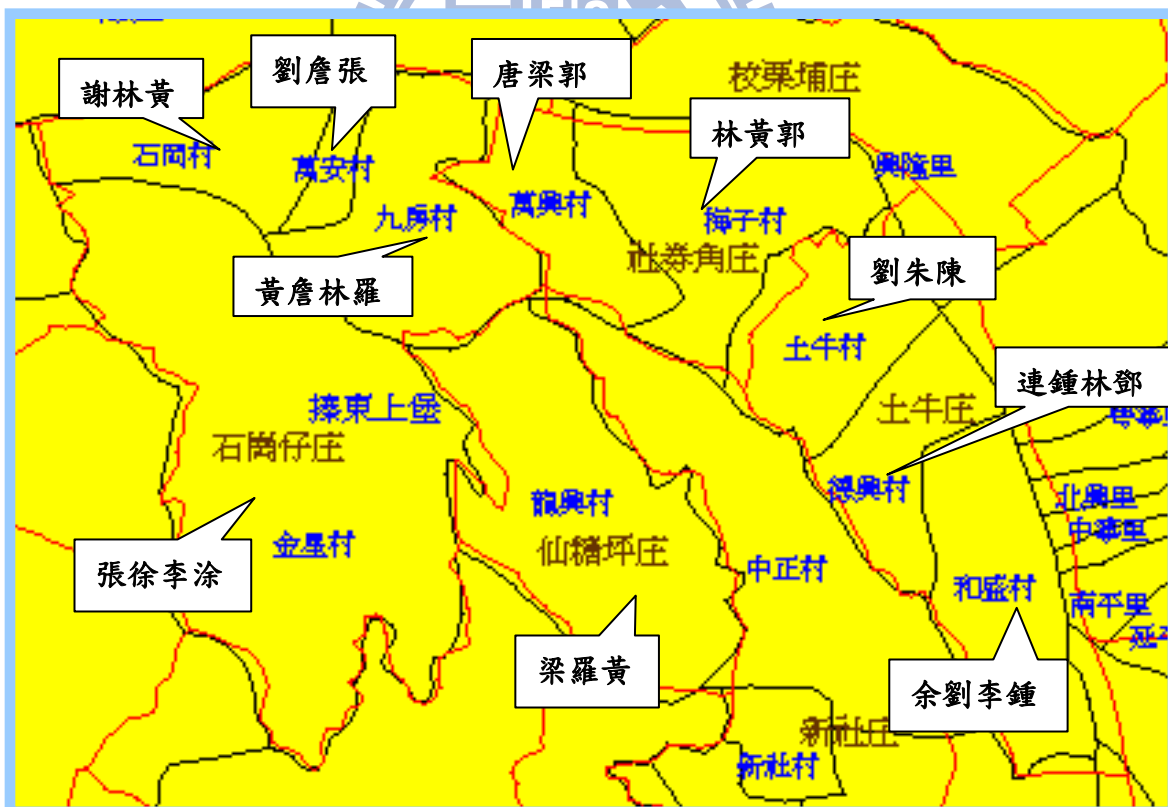 劉詹張
唐梁郭
謝林黃
校栗埔庄
林黃郭
石岡村
萬安村
興隆里
九房村
萬興村
梅子村
社寮角庄
黃詹林羅
劉朱陳
土牛村
連鍾林鄧
揀東上堡
土牛庄
石崗仔庄
得興村
龍興村
北興里
中寧里
金星村
仙塘坪庄
張徐李涂
中正村
和盛村
南平里
梁羅黃
余劉李鍾
新社庄
新社村